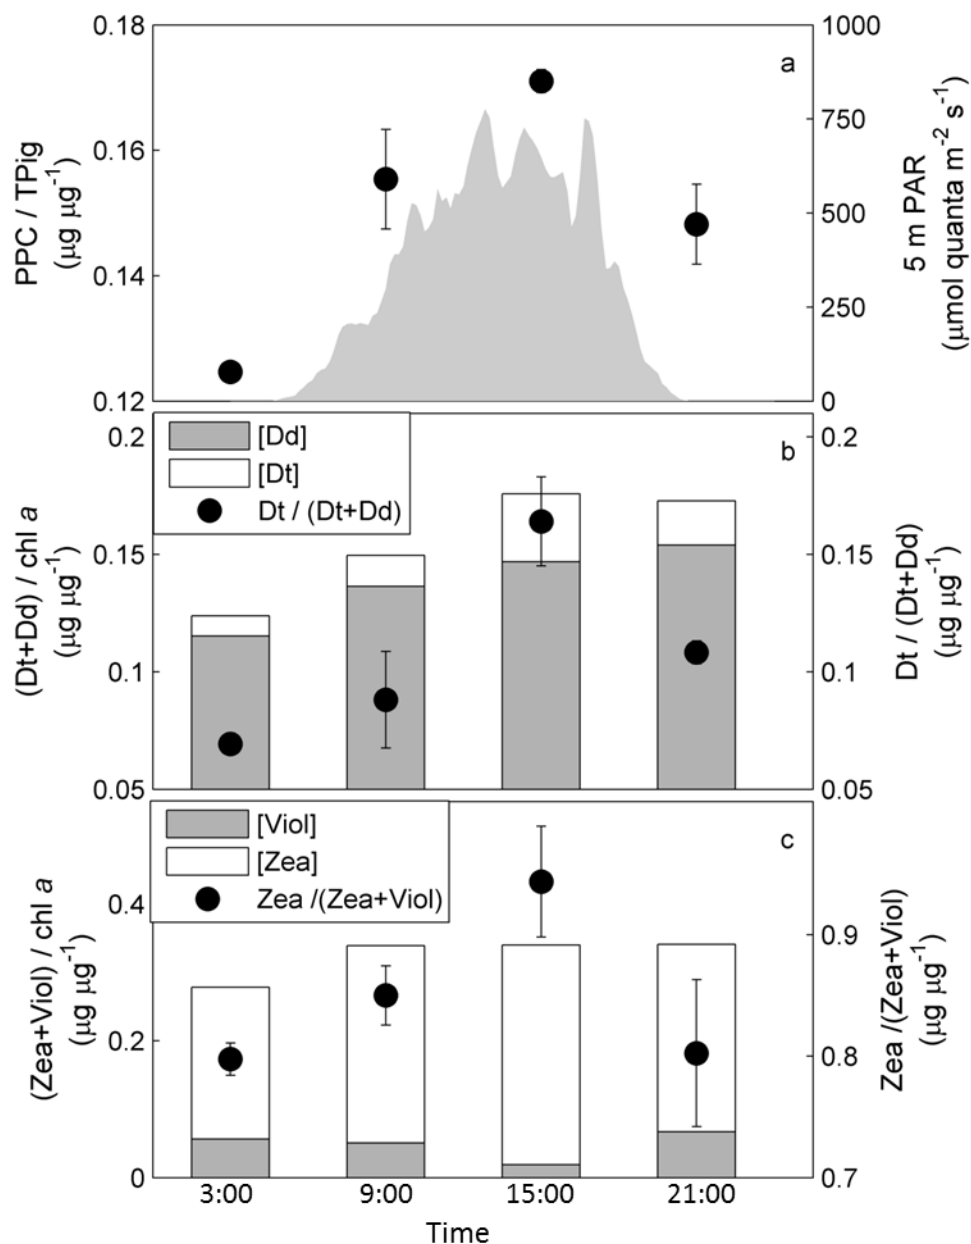 0.18
0.16
0.14
0.12
PPC / TPig
(μg μg⁻¹)
a
1000
750
500
250
0
5 m PAR
(μmol quanta m⁻² s⁻¹)
[Dd]
[Dt]
Dt / (Dt+Dd)
b
0.2
0.15
0.1
0.05
(Dt+Dd) / chl a
(μg μg⁻¹)
0.2
0.15
0.1
0.05
Dt / (Dt+Dd)
(μg μg⁻¹)
[Viol]
[Zea]
Zea /(Zea+Viol)
c
0.4
0.2
0
(Zea+Viol) / chl a
(μg μg⁻¹)
0.9
0.8
0.7
Zea /(Zea+Viol)
(μg μg⁻¹)
3:00 9:00 15:00 21:00
Time